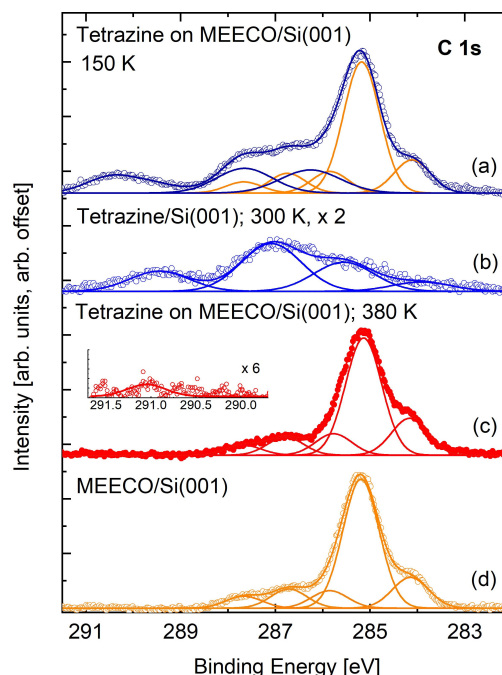 Tetrazine on MEECO/Si(001)
C 1s
150 K
(a)
Tetrazine/Si(001); 300 K, x 2
(b)
Tetrazine on MEECO/Si(001); 380 K
x 6
291.5 291.0 290.5 290.0
(c)
MEECO/Si(001)
(d)
291 289 287 285 283
Binding Energy [eV]
Intensity [arb. units, arb. offset]